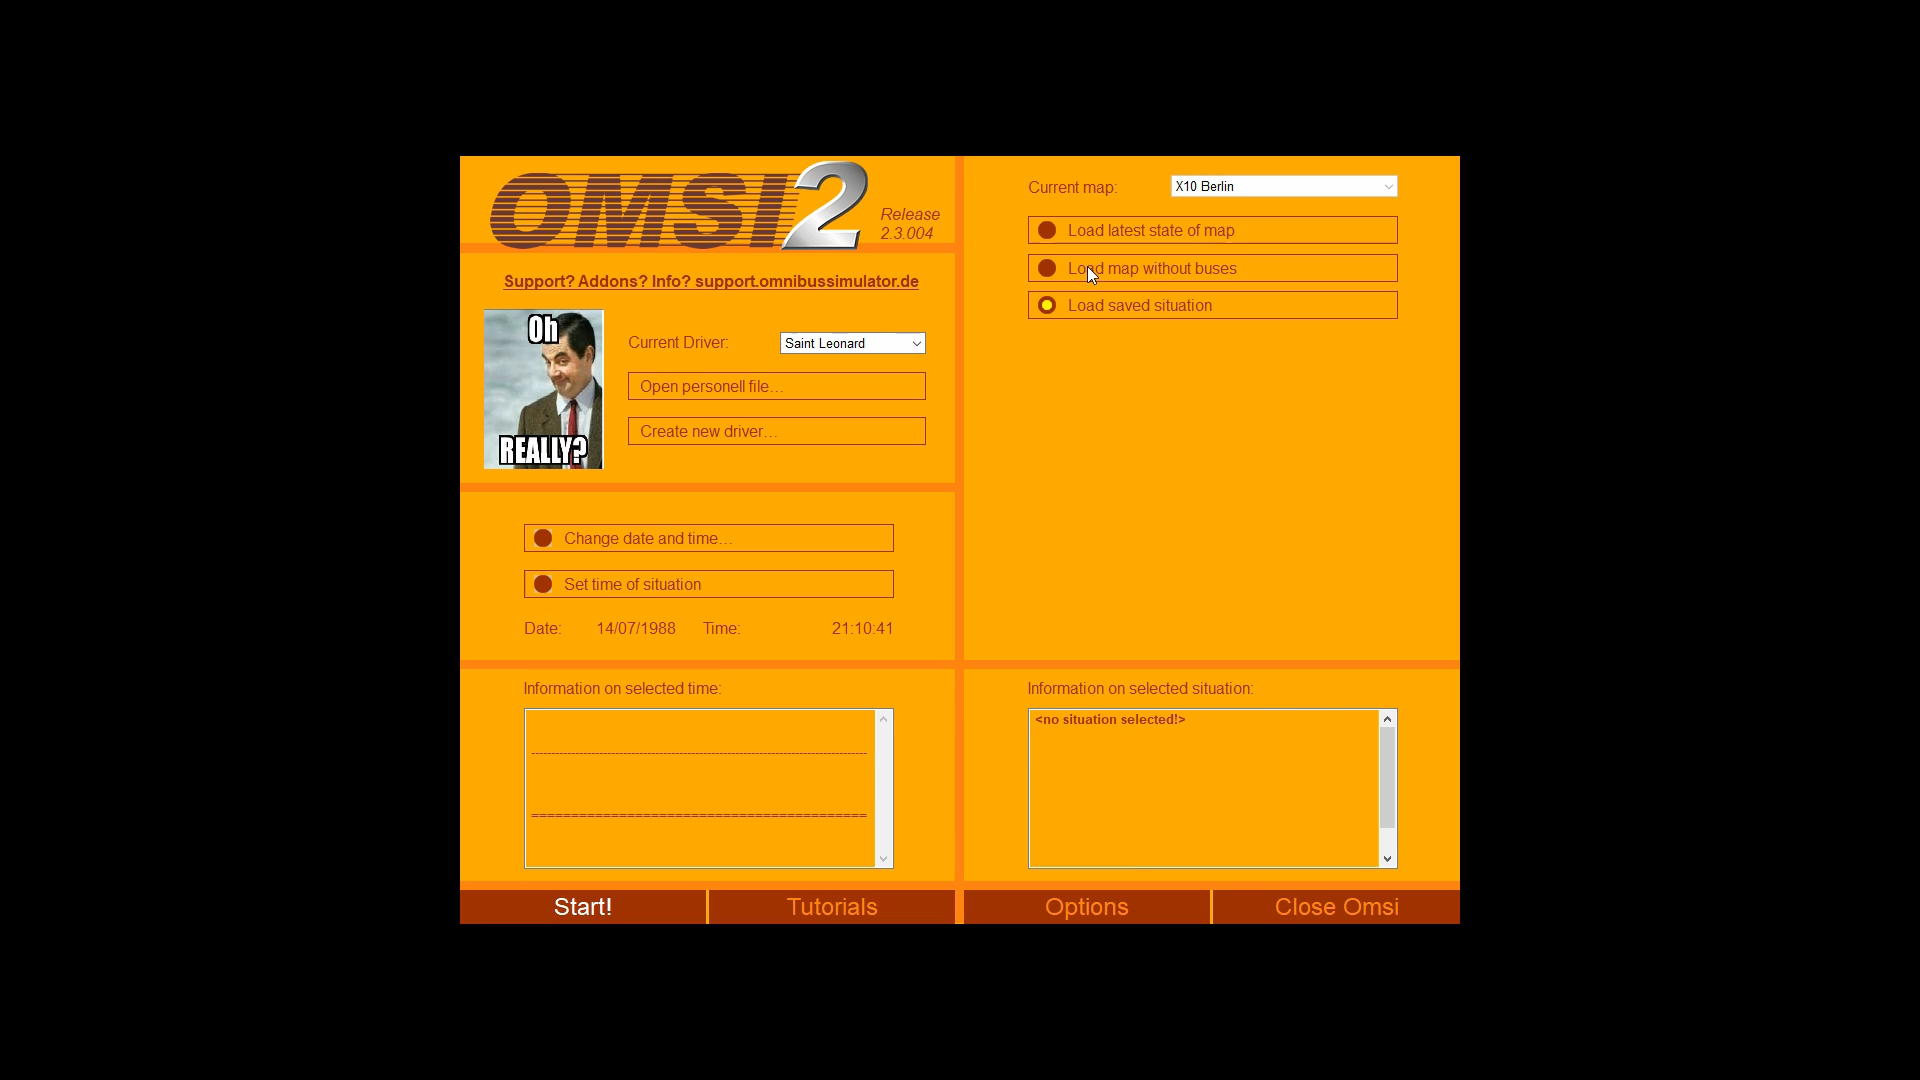 OMSI2
Release
2.3.004
Support? Addons? Info? support.omnibussimulator.de
Oh
REALLY?
Current Driver:
Saint Leonard
Open personell file...
Create new driver...
Change date and time...
Set time of situation
Date:
14/07/1988
Time:
21:10:41
Information on selected time:
Current map:
X10 Berlin
Load latest state of map
Load map without buses
Load saved situation
Information on selected situation:
<no situation selected!>
Start!
Tutorials
Options
Close Omsi